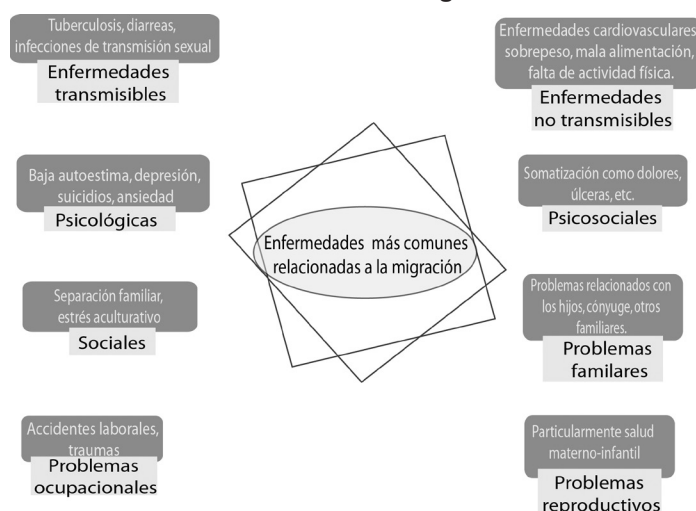 Tuberculosis, diarreas,
infecciones de transmisión sexual
Enfermedades
transmisibles
Baja autoestima, depresión,
suicidios, ansiedad
Psicológicas
Separación familiar,
estrés aculturativo
Sociales
Accidentes laborales,
traumas
Problemas
ocupacionales
Enfermedades más comunes
relacionadas a la migración
Enfermedades cardiovasculares
sobrepeso, mala alimentación,
falta de actividad física.
Enfermedades
no transmisibles
Somatización como dolores,
úlceras, etc.
Psicosociales
Problemas relacionados con
los hijos, cónyuge, otros
familiares.
Problemas
familares
Particularmente salud
materno-infantil
Problemas
reproductivos